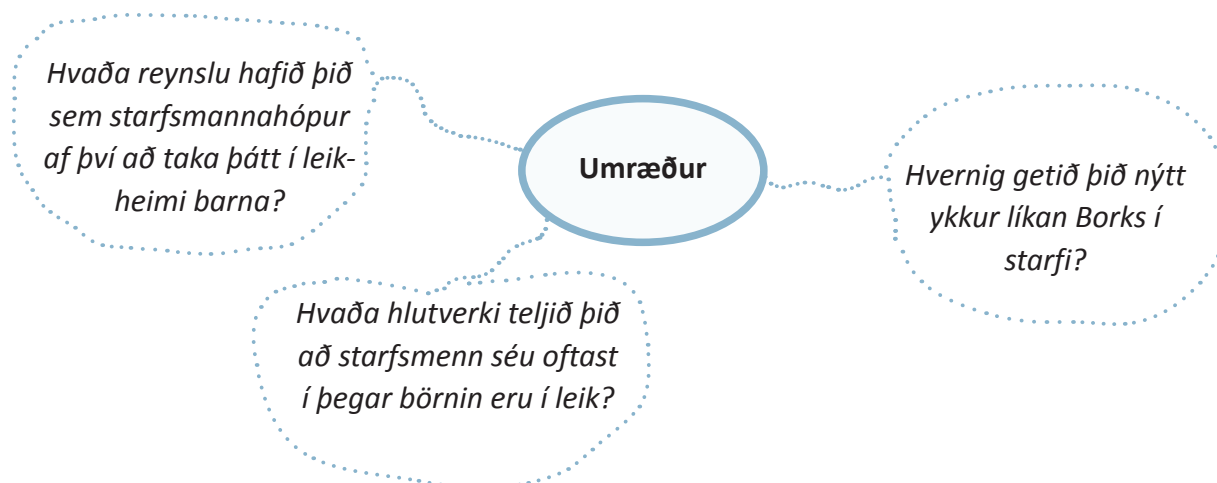 Hvaða reynslu hafið þið
sem starfsmannahópur
af því að taka þátt í leik-
heimi barna?
Umræður
Hvernig getið þið nýtt
ykkur líkan Borks í
starfi?
Hvaða hlutverki teljið þið
að starfsmenn séu oftast
í þegar börnin eru í leik?